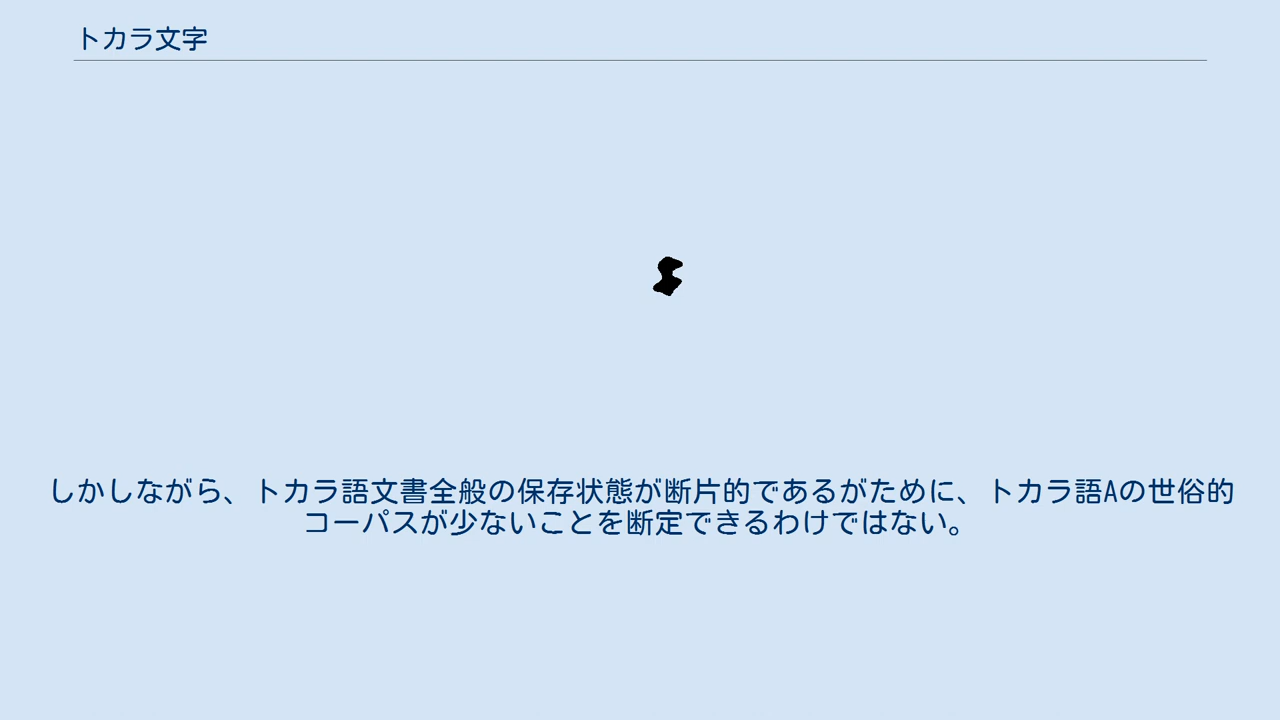 トカラ文字
しかしながら、トカラ語文書全般の保存状態が断片的であるがために、トカラ語Aの世俗的
コーパスが少ないことを断定できるわけではない。